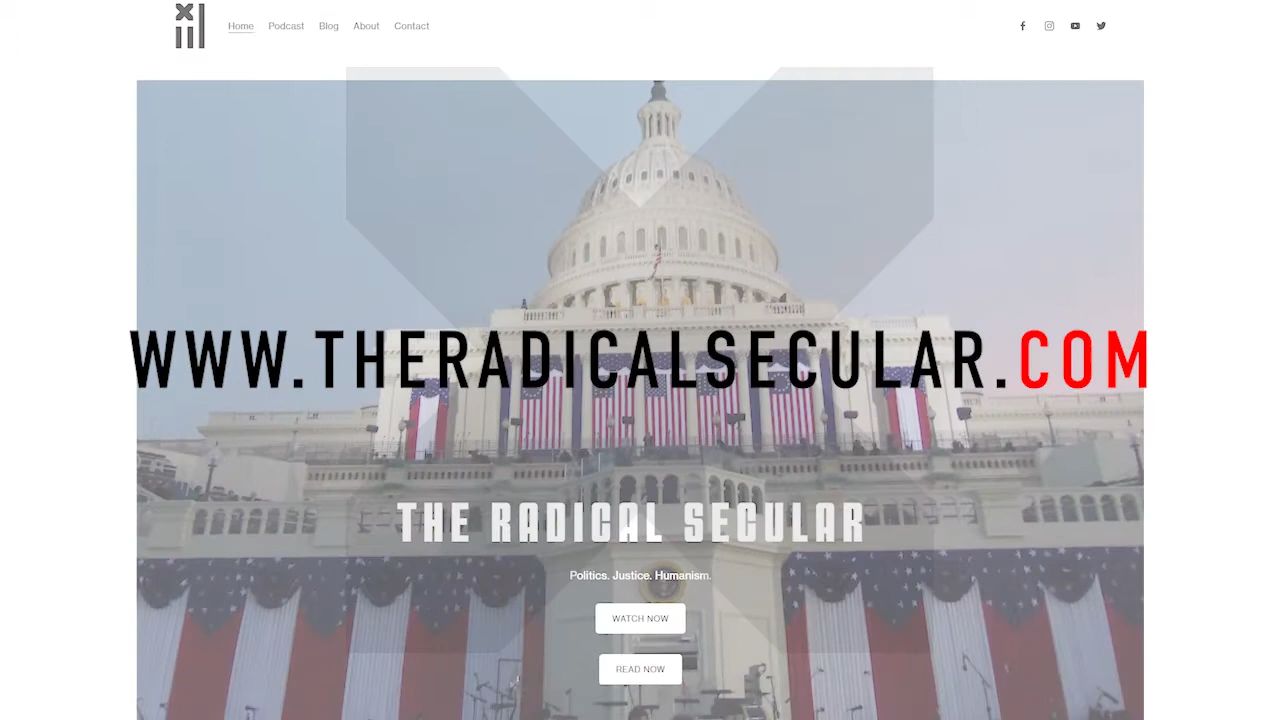 Home Podcast Blog About Contact
WWW.THERADICALSECULAR.COM
THE RADICAL SECULAR
Politics. Justice. Humanism.
WATCH NOW
READ NOW